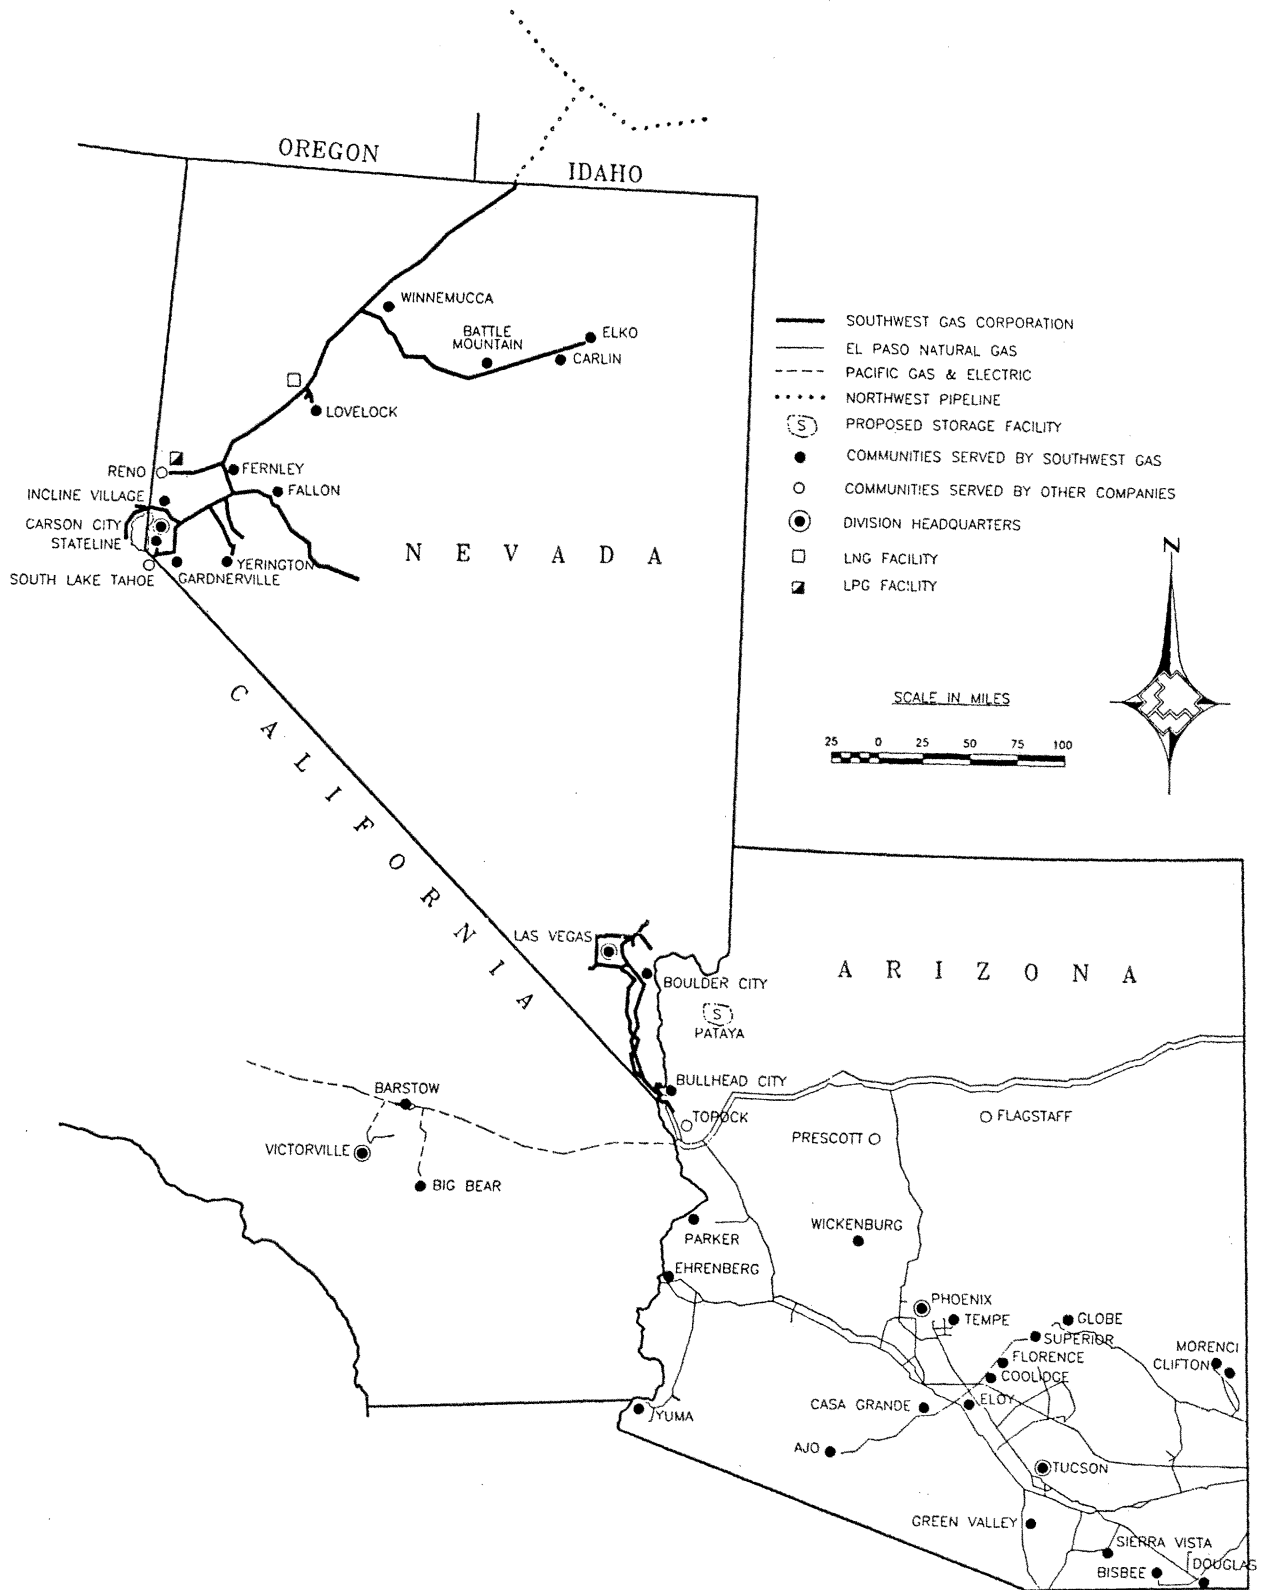 OREGON
IDAHO
WINNEMUCCA
BATTLE
MOUNTAIN
ELKO
CARLIN
LOVELOCK
RENO
FERNLEY
INCLINE VILLAGE
FALLON
CARSON CITY
STATELINE
SOUTH LAKE TAHOE
GARDNERVILLE
YERINGTON
NEVADA
SOUTHWEST GAS CORPORATION
EL PASO NATURAL GAS
PACIFIC GAS & ELECTRIC
NORTHWEST PIPELINE
S PROPOSED STORAGE FACILITY
COMMUNITIES SERVED BY SOUTHWEST GAS
COMMUNITIES SERVED BY OTHER COMPANIES
DIVISION HEADQUARTERS
LNG FACILITY
LPG FACILITY
N
SCALE IN MILES
25 0 25 50 75 100
CALIFORNIA
LAS VEGAS
BOULDER CITY
S
PATAYA
ARIZONA
BULLHEAD CITY
TOPOCK
BARSTOW
VICTORVILLE
BIG BEAR
FLAGSTAFF
PRESCOTT
WICKENBURG
PARKER
EHRENBERG
PHOENIX
TEMPE
GLOBE
SUPERIOR
MORENCI
CLIFTON
FLORENCE
COOLIDGE
CASA GRANDE
ELOY
YUMA
AJO
TUCSON
GREEN VALLEY
SIERRA VISTA
BISBEE
DOUGLAS